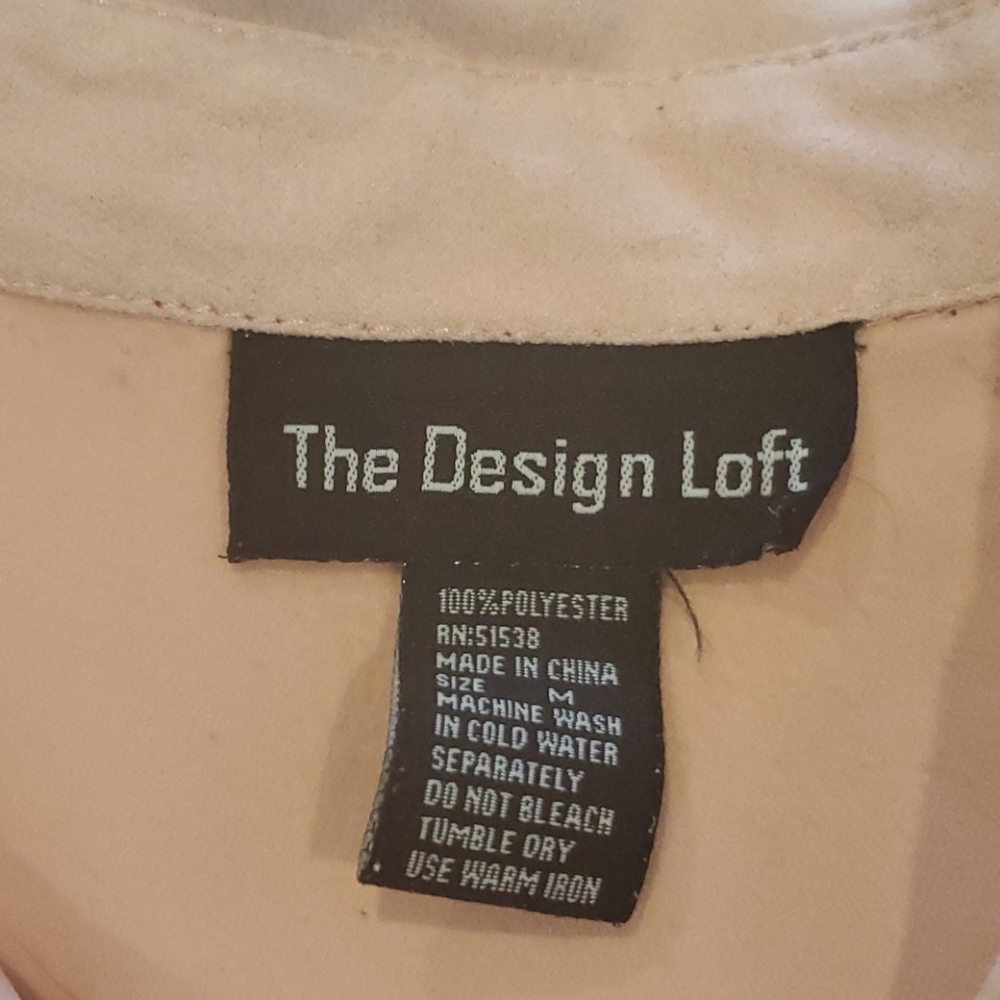 The Design Loft
100%POLYESTER
RN:51538
MADE IN CHINA
SIZE M
MACHINE WASH
IN COLD WATER
SEPARATELY
DO NOT BLEACH
TUMBLE DRY
USE WARM IRON